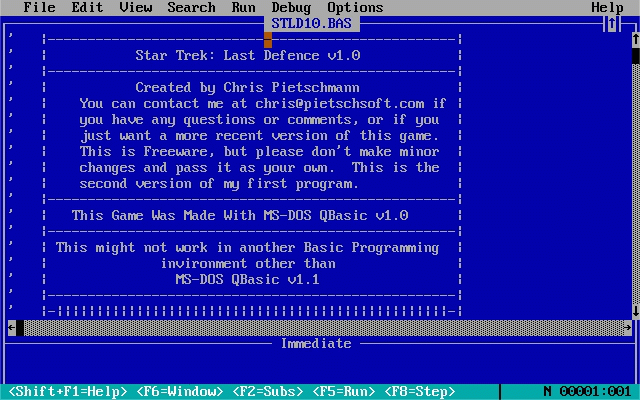 File Edit View Search Run Debug Options Help
STLD10.BAS
Star Trek: Last Defence v1.0
Created by Chris Pietschmann
You can contact me at chris@pietschsoft.com if
you have any questions or comments, or if you
just want a more recent version of this game.
This is Freeware, but please don't make minor
changes and pass it as your own. This is the
second version of my first program.
This Game Was Made With MS-DOS QBasic v1.0
This might not work in another Basic Programming
invironment other than
MS-DOS QBasic v1.1
Immediate
<Shift+F1=Help> <F6=Window> <F2=Subs> <F5=Run> <F8=Step> N 00001:001